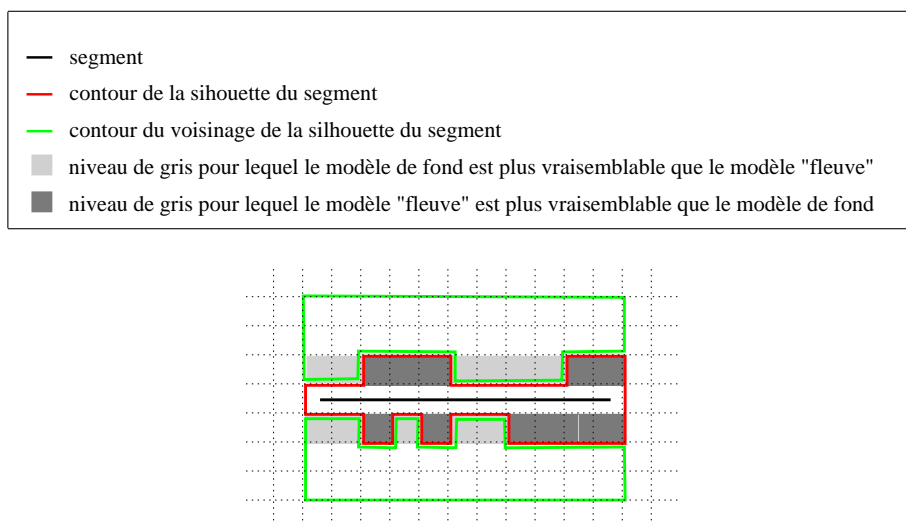 segment
contour de la sihouette du segment
contour du voisinage de la silhouette du segment
niveau de gris pour lequel le modèle de fond est plus vraisemblable que le modèle "fleuve"
niveau de gris pour lequel le modèle "fleuve" est plus vraisemblable que le modèle de fond